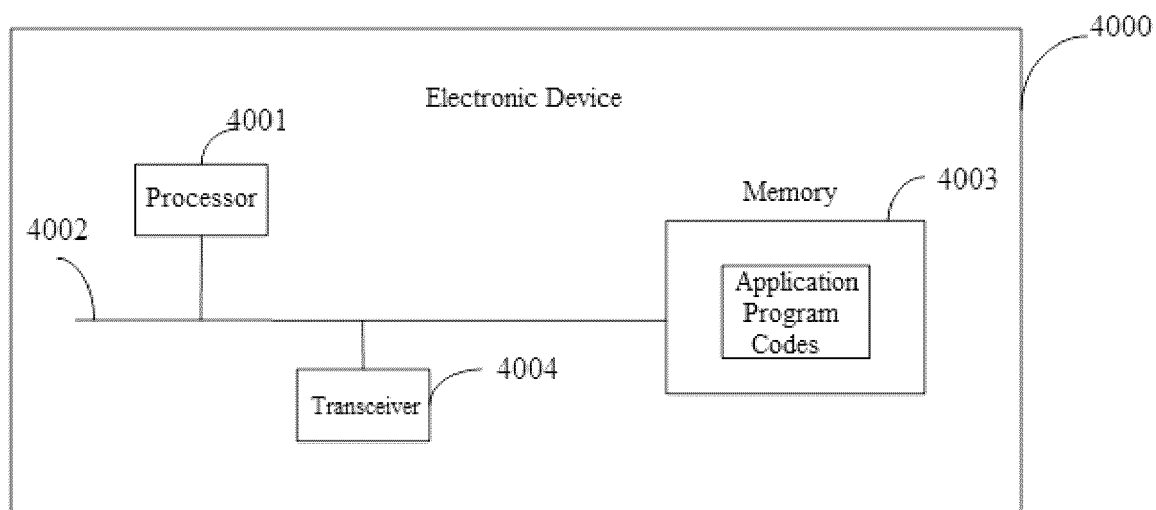 4000
Electronic Device
4001
Processor
4002
Memory
4003
Application
Program
Codes
4004
Transceiver